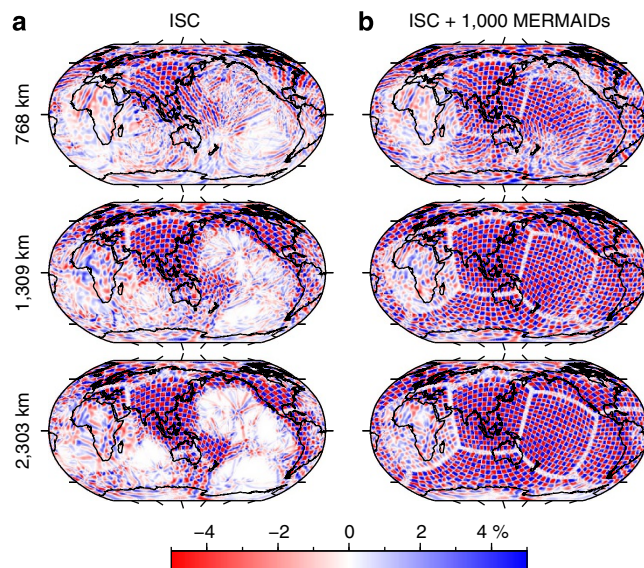 a ISC
b ISC + 1,000 MERMAIDs
768 km
1,309 km
2,303 km
−4 −2 0 2 4 %